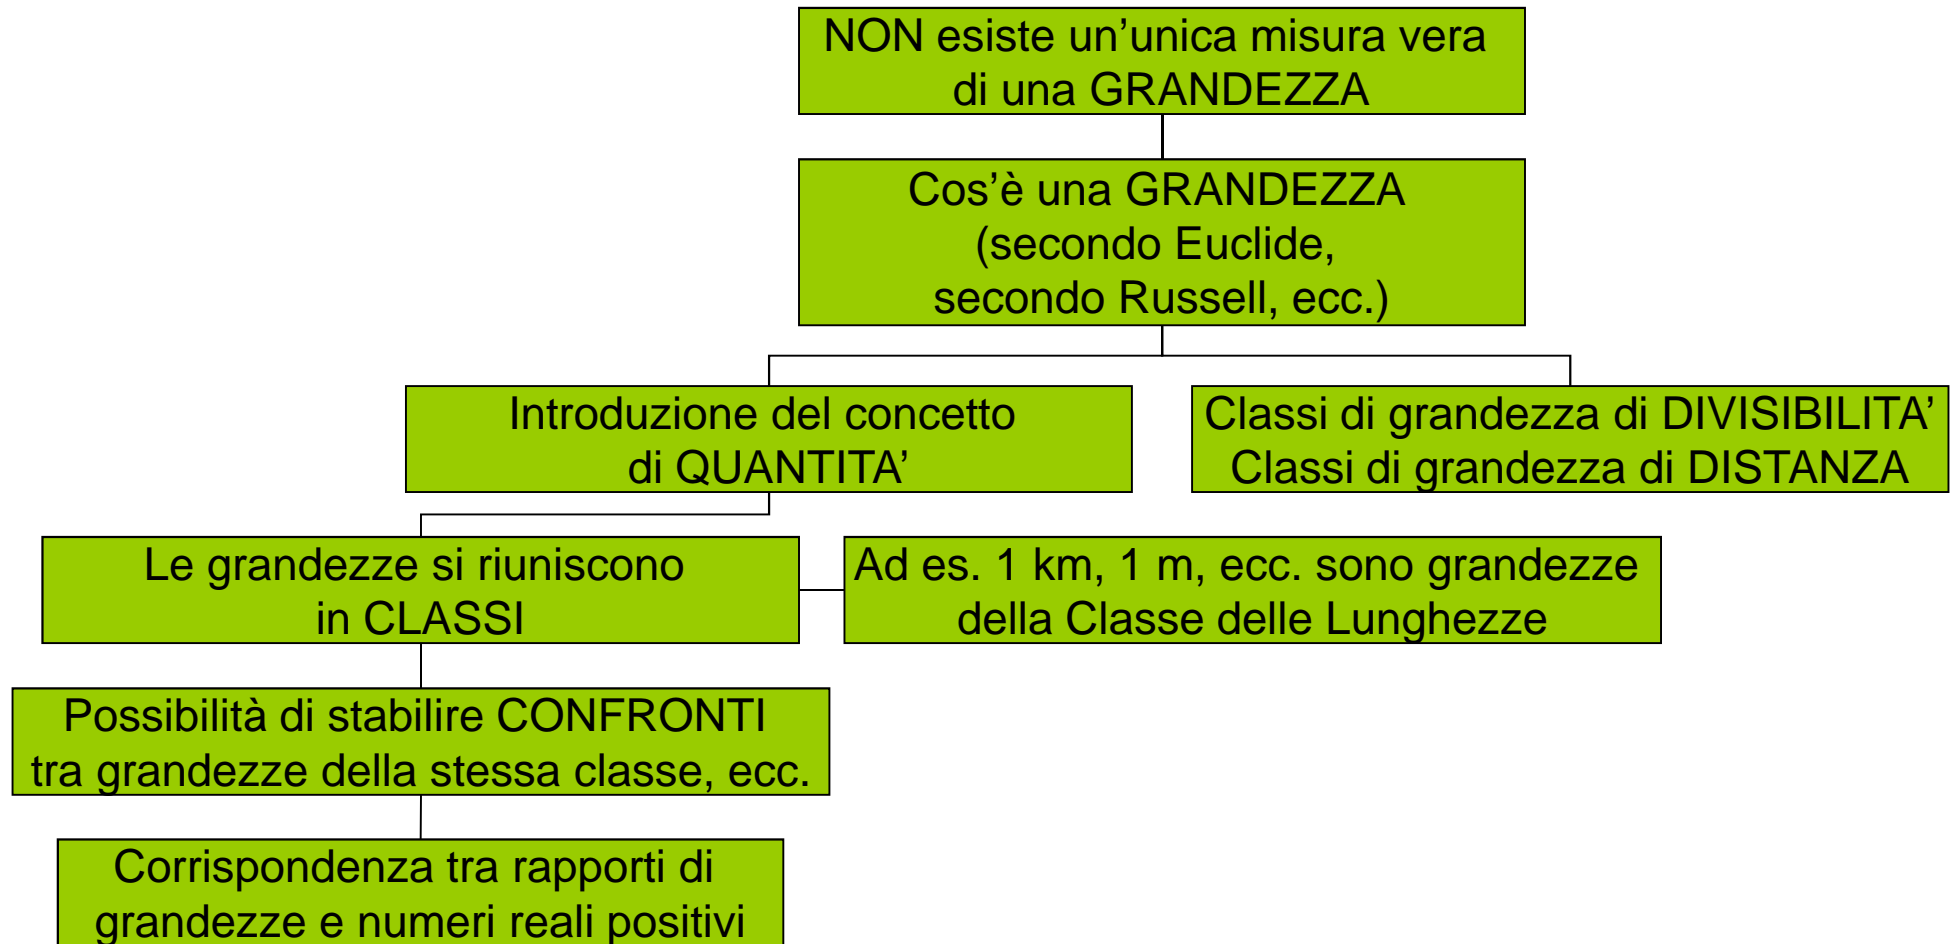 NON esiste un’unica misura vera
di una GRANDEZZA
Cos’è una GRANDEZZA
(secondo Euclide,
secondo Russell, ecc.)
Introduzione del concetto
di QUANTITA’
Classi di grandezza di DIVISIBILITA’
Classi di grandezza di DISTANZA
Le grandezze si riuniscono
in CLASSI
Ad es. 1 km, 1 m, ecc. sono grandezze
della Classe delle Lunghezze
Possibilità di stabilire CONFRONTI
tra grandezze della stessa classe, ecc.
Corrispondenza tra rapporti di
grandezze e numeri reali positivi